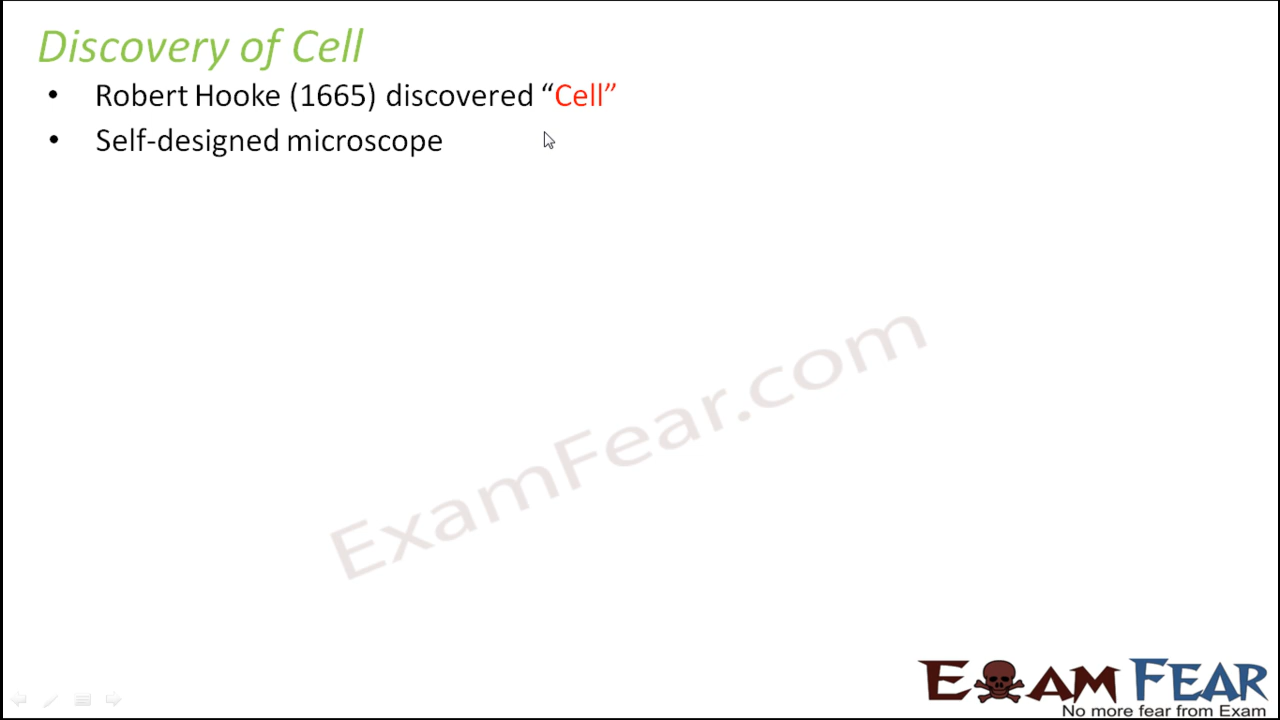 Discovery of Cell
• Robert Hooke (1665) discovered “Cell”
• Self-designed microscope
ExamFear.com
EXAM FEAR
No more fear from Exam